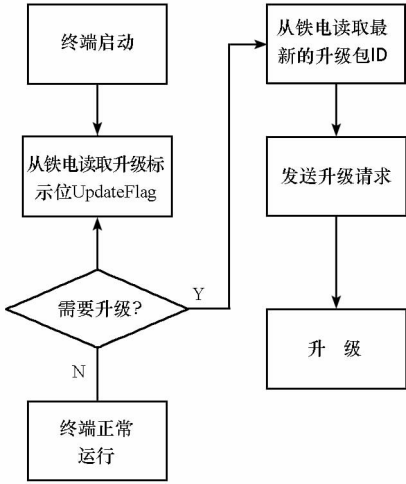 终端启动
从铁电读取升级标
示位UpdateFlag
需要升级?
Y
N
终端正常
运行
从铁电读取最
新的升级包ID
发送升级请求
升 级